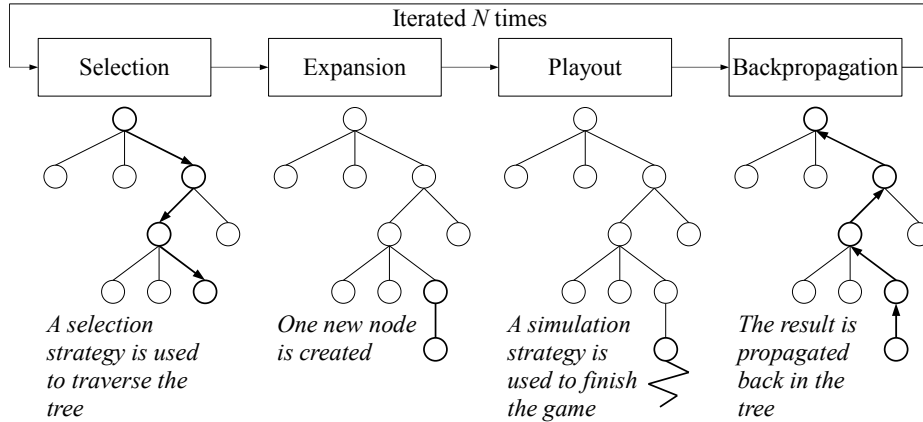 Iterated N times
Selection
Expansion
Playout
Backpropagation
A selection
strategy is used
to traverse the
tree
One new node
is created
A simulation
strategy is
used to finish
the game
The result is
propagated
back in the
tree